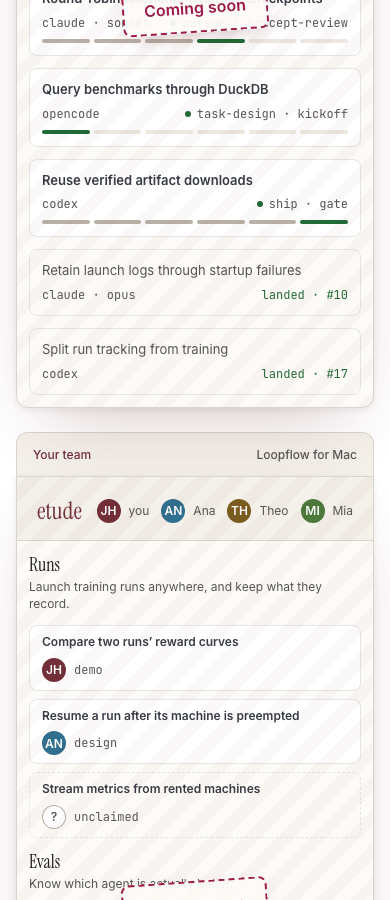 Coming soon
claude ·
cept-review
Query benchmarks through DuckDB
opencode task-design · kickoff
Reuse verified artifact downloads
codex ship · gate
Retain launch logs through startup failures
claude · opus landed · #10
Split run tracking from training
codex landed · #17
Your team Loopflow for Mac
etude JH you AN Ana TH Theo MI Mia
Runs
Launch training runs anywhere, and keep what they
record.
Compare two runs’ reward curves
JH demo
Resume a run after its machine is preempted
AN design
Stream metrics from rented machines
? unclaimed
Evals
Know which agent is